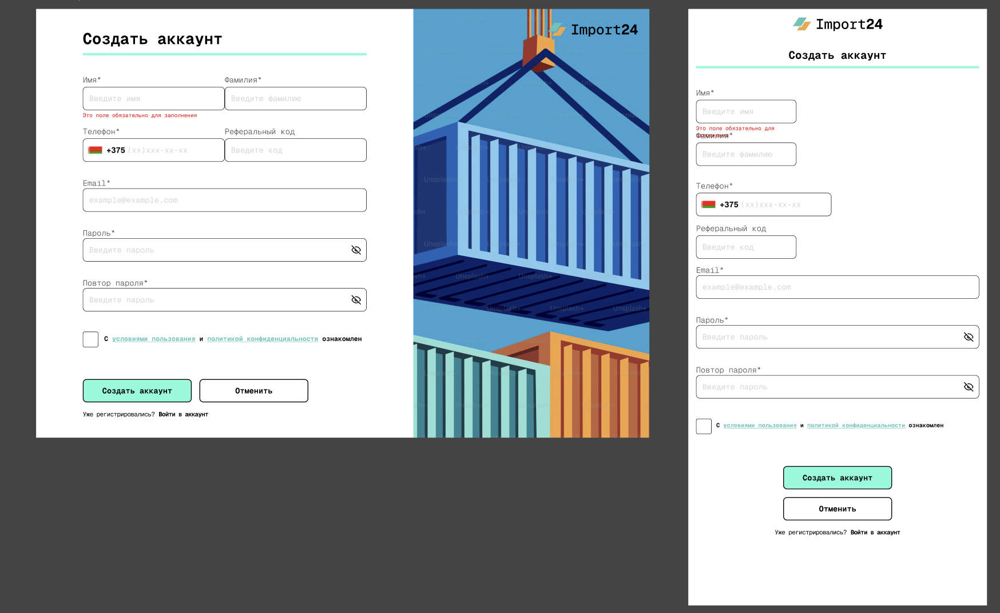 Создать аккаунт
Имя*
Фамилия*
Введите имя
Введите фамилию
Это поле обязательно для заполнения
Телефон*
Реферальный код
+375 (xx)xxx-xx-xx
Введите код
Email*
example@example.com
Пароль*
Введите пароль
Повтор пароля*
Введите пароль
С условиями пользования и политикой конфиденциальности ознакомлен
Создать аккаунт
Отменить
Уже регистрировались? Войти в аккаунт
Import24
Unsplash+
Import24
Создать аккаунт
Имя*
Введите имя
Это поле обязательно для
заполнения
Фамилия*
Введите фамилию
Телефон*
+375 (xx)xxx-xx-xx
Реферальный код
Введите код
Email*
example@example.com
Пароль*
Введите пароль
Повтор пароля*
Введите пароль
С условиями пользования и политикой конфиденциальности ознакомлен
Создать аккаунт
Отменить
Уже регистрировались? Войти в аккаунт